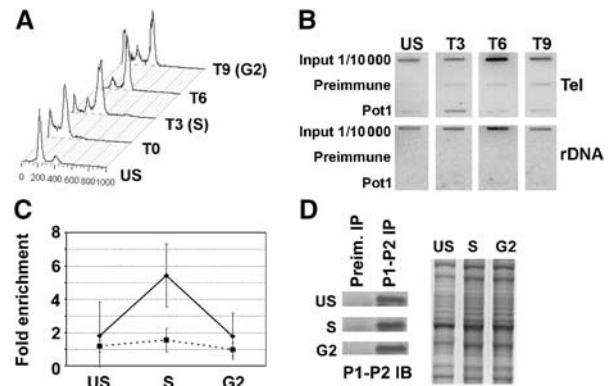 A
T9 (G2)
T6
T3 (S)
T0
US
0 200 400 600 800 1000
B
US T3 T6 T9
Input 1/10 000
Preimmune
Pot1
Tel
Input 1/10 000
Preimmune
Pot1
rDNA
C
Fold enrichment
8
6
4
2
0
US S G2
D
Preim. IP
P1-P2 IP
US
S
G2
P1-P2 IB
US S G2